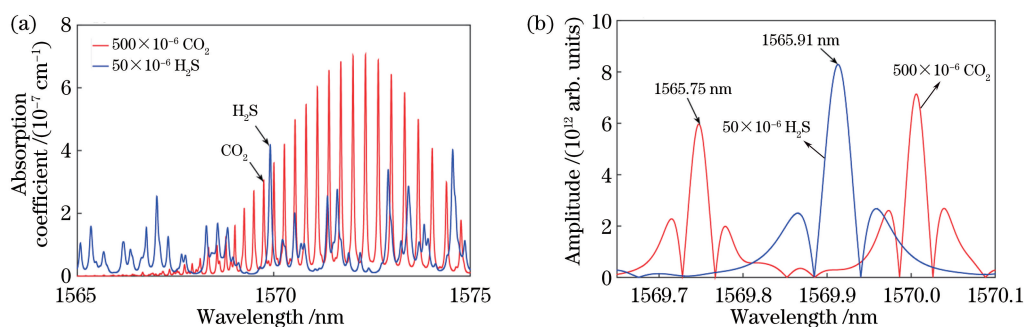 (a)
8
6
4
2
0
Absorption
coefficient /(10⁻⁷ cm⁻¹)
500×10⁻⁶ CO₂
50×10⁻⁶ H₂S
H₂S
CO₂
1565
1570
1575
Wavelength /nm
(b)
10
8
6
4
2
0
Amplitude /(10¹² arb. units)
1565.91 nm
1565.75 nm
500×10⁻⁶ CO₂
50×10⁻⁶ H₂S
1569.7
1569.8
1569.9
1570.0
1570.1
Wavelength /nm